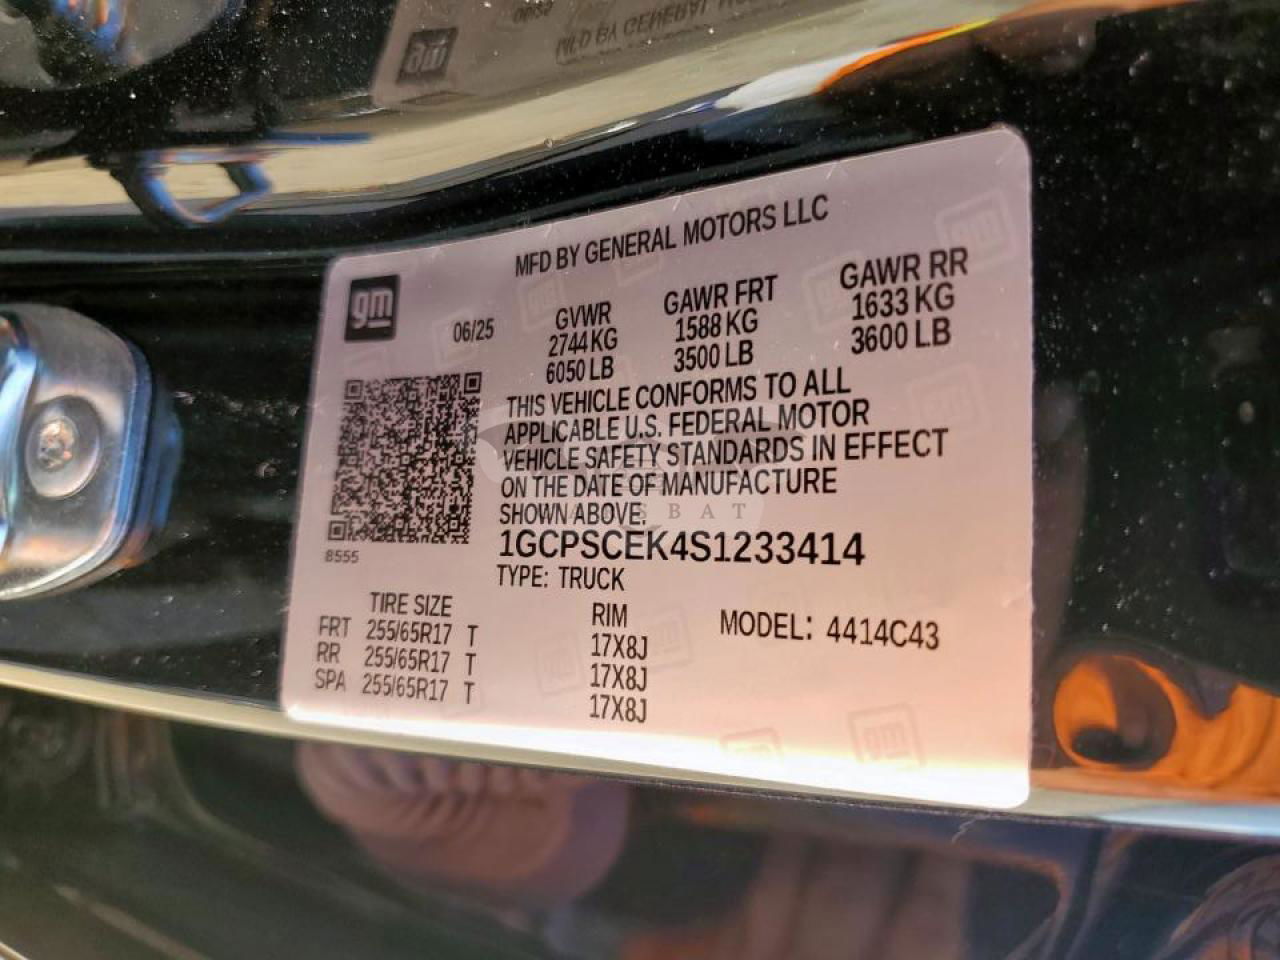 MFD BY GENERAL MOTORS LLC
gm
06/25
GVWR
2744 KG
6050 LB
GAWR FRT
1588 KG
3500 LB
GAWR RR
1633 KG
3600 LB
THIS VEHICLE CONFORMS TO ALL
APPLICABLE U.S. FEDERAL MOTOR
VEHICLE SAFETY STANDARDS IN EFFECT
ON THE DATE OF MANUFACTURE
SHOWN ABOVE.
1GCPSCEK4S1233414
TYPE: TRUCK
8555
TIRE SIZE
RIM
MODEL: 4414C43
FRT 255/65R17 T 17X8J
RR 255/65R17 T 17X8J
SPA 255/65R17 T 17X8J